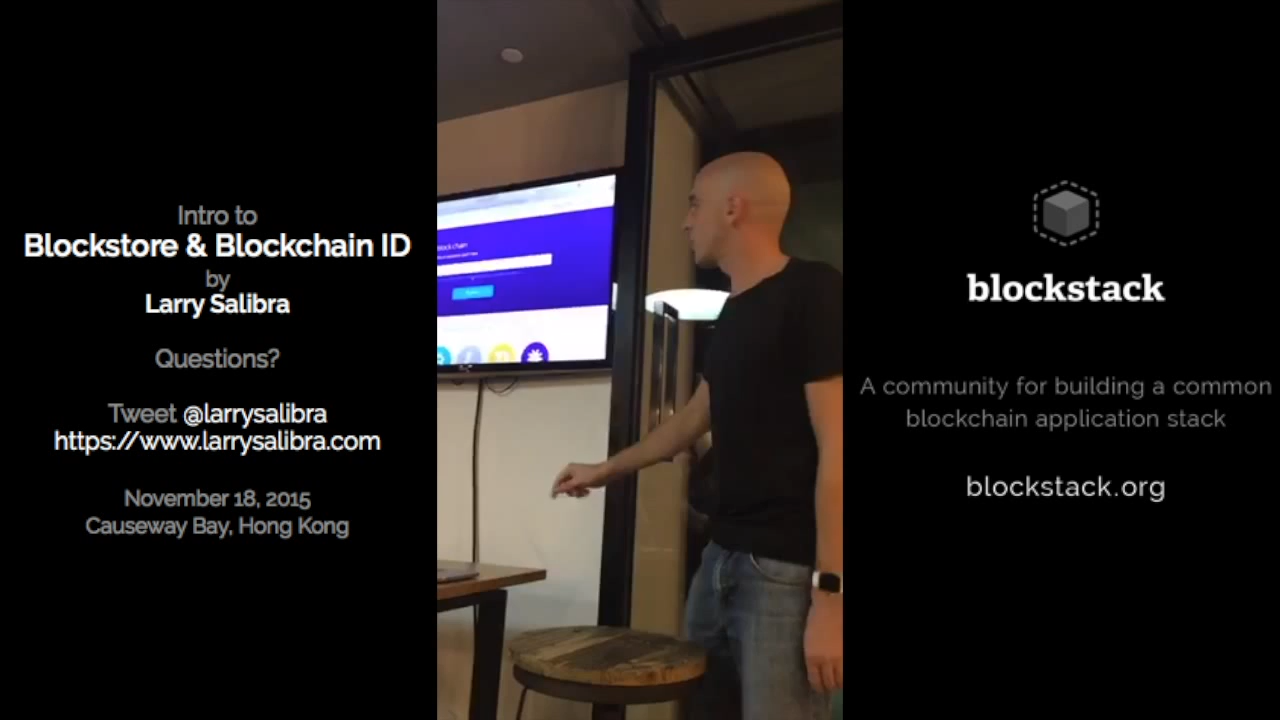 Intro to
Blockstore & Blockchain ID
by
Larry Salibra
Questions?
Tweet @larrysalibra
https://www.larrysalibra.com
November 18, 2015
Causeway Bay, Hong Kong
blockstack
A community for building a common
blockchain application stack
blockstack.org